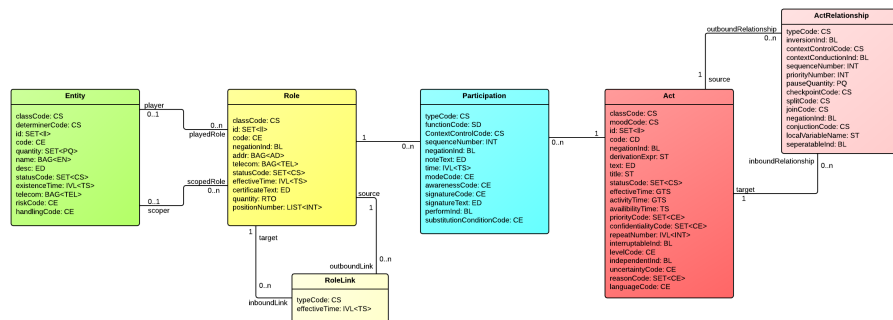 Entity
classCode: CS
determinerCode: CS
id: SET<II>
code: CE
quantity: SET<PQ>
name: BAG<EN>
desc: ED
statusCode: SET<CS>
existenceTime: IVL<TS>
telecom: BAG<TEL>
riskCode: CE
handlingCode: CE
player
0..1
0..n
playedRole
scopedRole
0..n
0..1
scoper
Role
classCode: CS
id: SET<II>
code: CE
negationInd: BL
addr: BAG<AD>
telecom: BAG<TEL>
statusCode: SET<CS>
effectiveTime: IVL<TS>
certificateText: ED
quantity: RTO
positionNumber: LIST<INT>
1
0..n
source
1
outboundLink
0..n
1
target
0..n
inboundLink
RoleLink
typeCode: CS
effectiveTime: IVL<TS>
Participation
typeCode: CS
functionCode: SD
ContextControlCode: CS
sequenceNumber: INT
negationInd: BL
noteText: ED
time: IVL<TS>
modeCode: CE
awarenessCode: CE
signatureCode: CE
signatureText: ED
performInd: BL
substitutionConditionCode: CE
1
0..n
Act
classCode: CS
moodCode: CS
id: SET<II>
code: CD
negationInd: BL
derivationExpr: ST
text: ED
title: ST
statusCode: SET<CS>
effectiveTime: GTS
activityTime: GTS
availibilityTime: TS
priorityCode: SET<CE>
confidentialityCode: SET<CE>
repeatNumber: IVL<INT>
interruptableInd: BL
levelCode: CE
independentInd: BL
uncertaintyCode: CE
reasonCode: SET<CE>
languageCode: CE
outboundRelationship
0..n
1
source
inboundRelationship
0..n
target
1
ActRelationship
typeCode: CS
inversionInd: BL
contextControlCode: CS
contextConductionInd: BL
sequenceNumber: INT
priorityNumber: INT
pauseQuantity: PQ
checkpointCode: CS
splitCode: CS
joinCode: CS
negationInd: BL
conjuctionCode: CS
localVariableName: ST
seperatableInd: BL